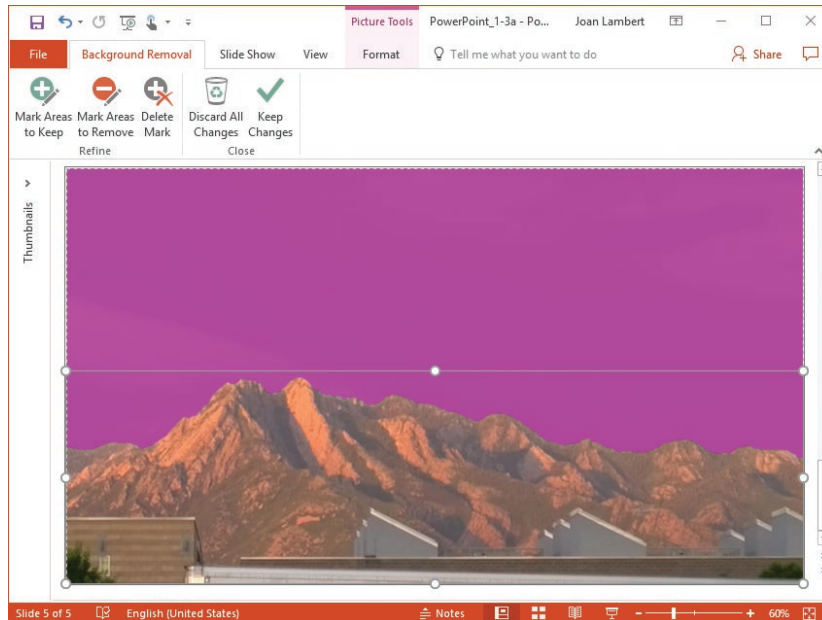 Picture Tools PowerPoint_1-3a - Po... Joan Lambert
File Background Removal Slide Show View Format Tell me what you want to do Share
Mark Areas to Keep
Mark Areas to Remove
Delete Mark
Discard All Changes
Keep Changes
Refine Close
Thumbnails
Slide 5 of 5 English (United States) Notes 60%